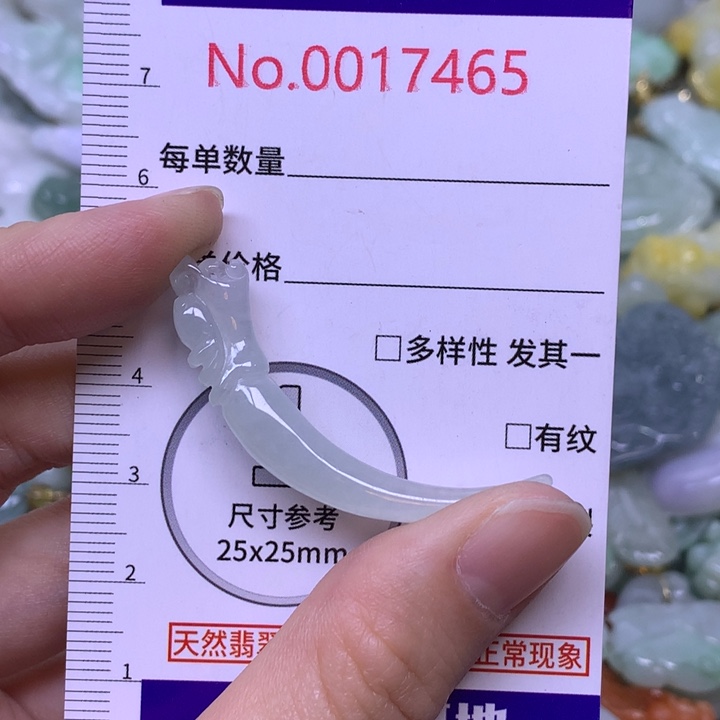 No.0017465
7
每单数量
6
价格
□多样性 发其一
4
□有纹
3
尺寸参考
25x25mm
2
天然翡
正常现象
1